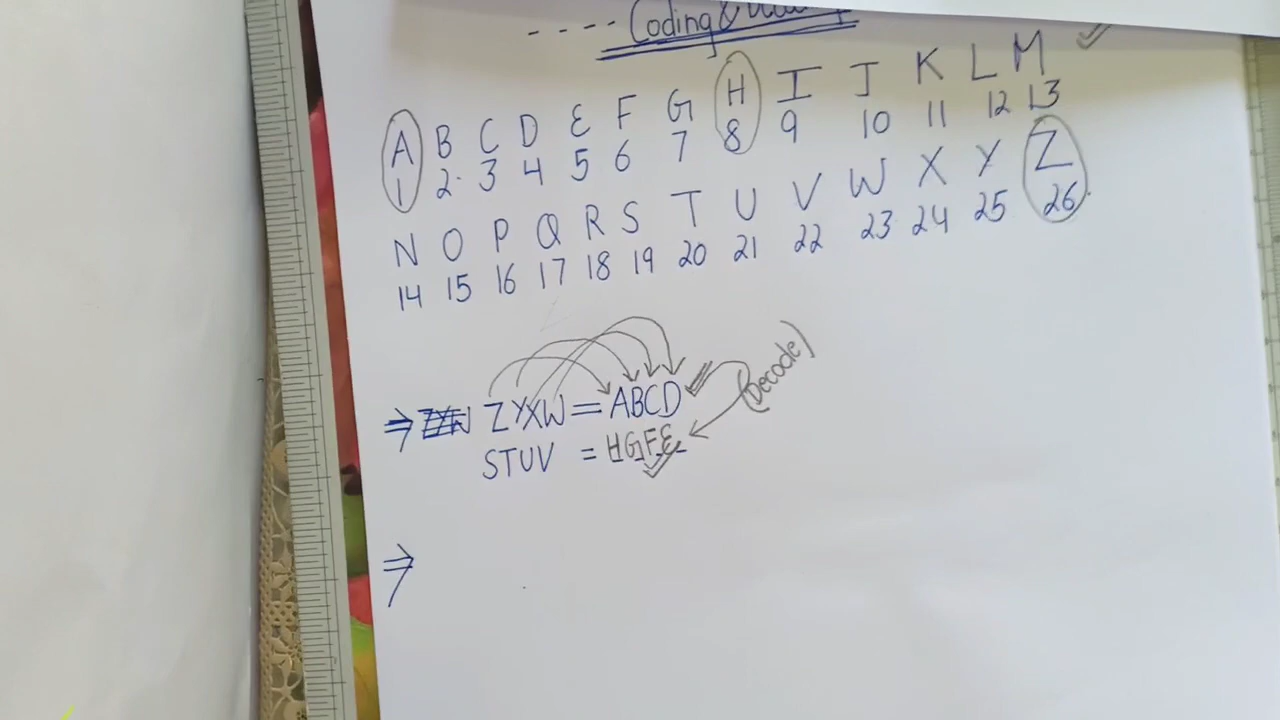 ---- Coding &
A B C D E F G H I J K L M
1 2 3 4 5 6 7 8 9 10 11 12 13
N O P Q R S T U V W X Y Z
14 15 16 17 18 19 20 21 22 23 24 25 26
⇒ ZYXW = ABCD
(Decode)
STUV = HGFE
⇒